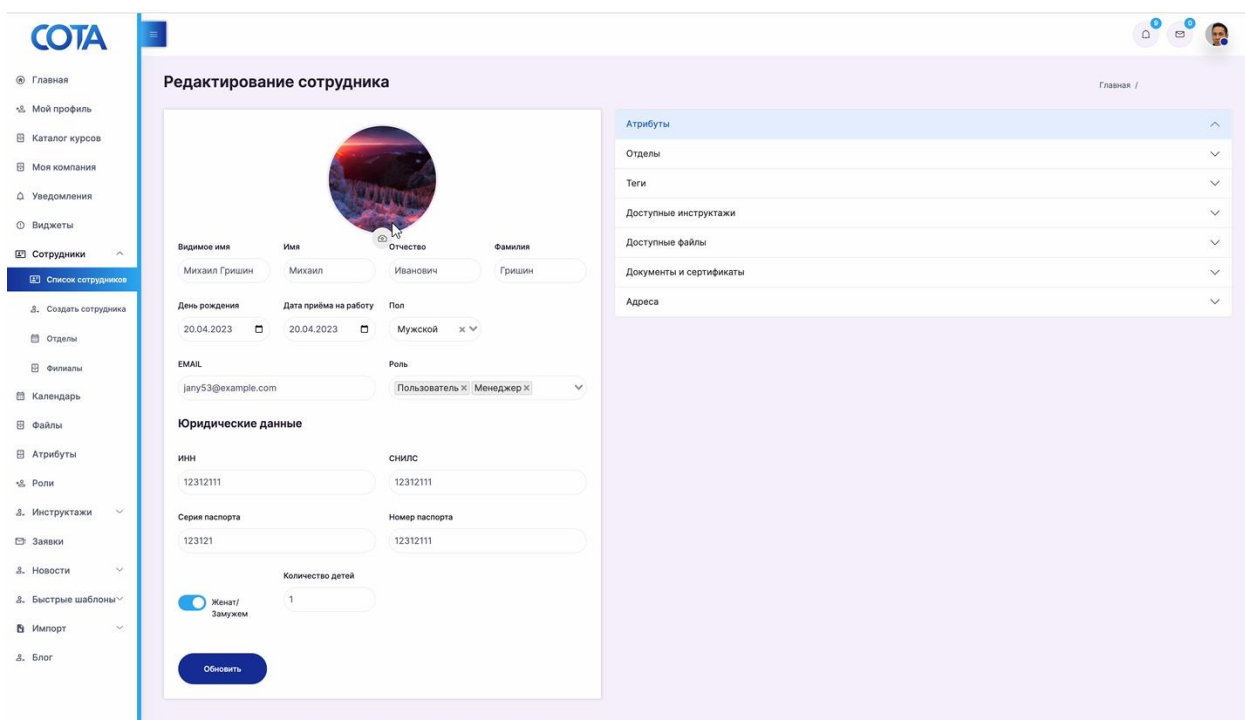 СОТА
9
0
Главная
Мой профиль
Каталог курсов
Моя компания
Уведомления
Виджеты
Сотрудники
Список сотрудников
Создать сотрудника
Отделы
Филиалы
Календарь
Файлы
Атрибуты
Роли
Инструктажи
Заявки
Новости
Быстрые шаблоны
Импорт
Блог
Редактирование сотрудника
Главная /
Видимое имя Имя Отчество Фамилия
Михаил Гришин Михаил Иванович Гришин
День рождения Дата приёма на работу Пол
20.04.2023 20.04.2023 Мужской
EMAIL Роль
jany53@example.com Пользователь × Менеджер ×
Юридические данные
ИНН СНИЛС
12312111 12312111
Серия паспорта Номер паспорта
123121 12312111
Количество детей
Женат/ 1
Замужем
Обновить
Атрибуты
Отделы
Теги
Доступные инструктажи
Доступные файлы
Документы и сертификаты
Адреса